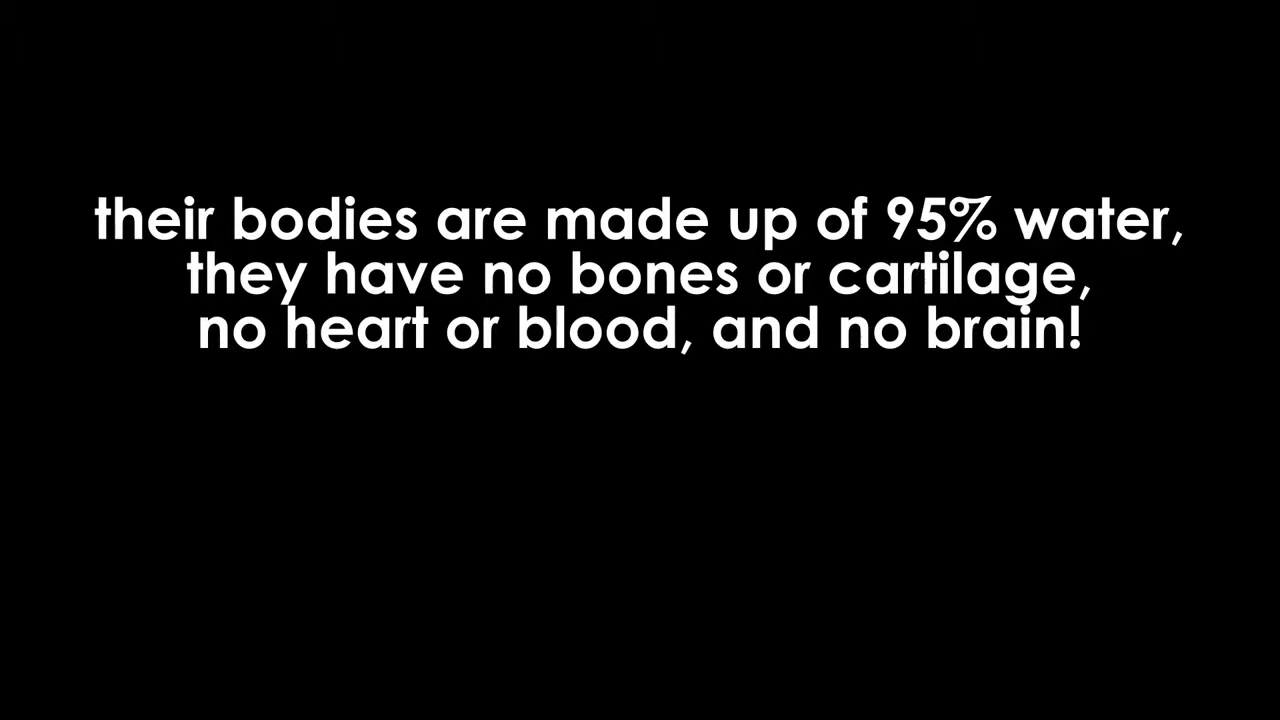 their bodies are made up of 95% water,
they have no bones or cartilage,
no heart or blood, and no brain!